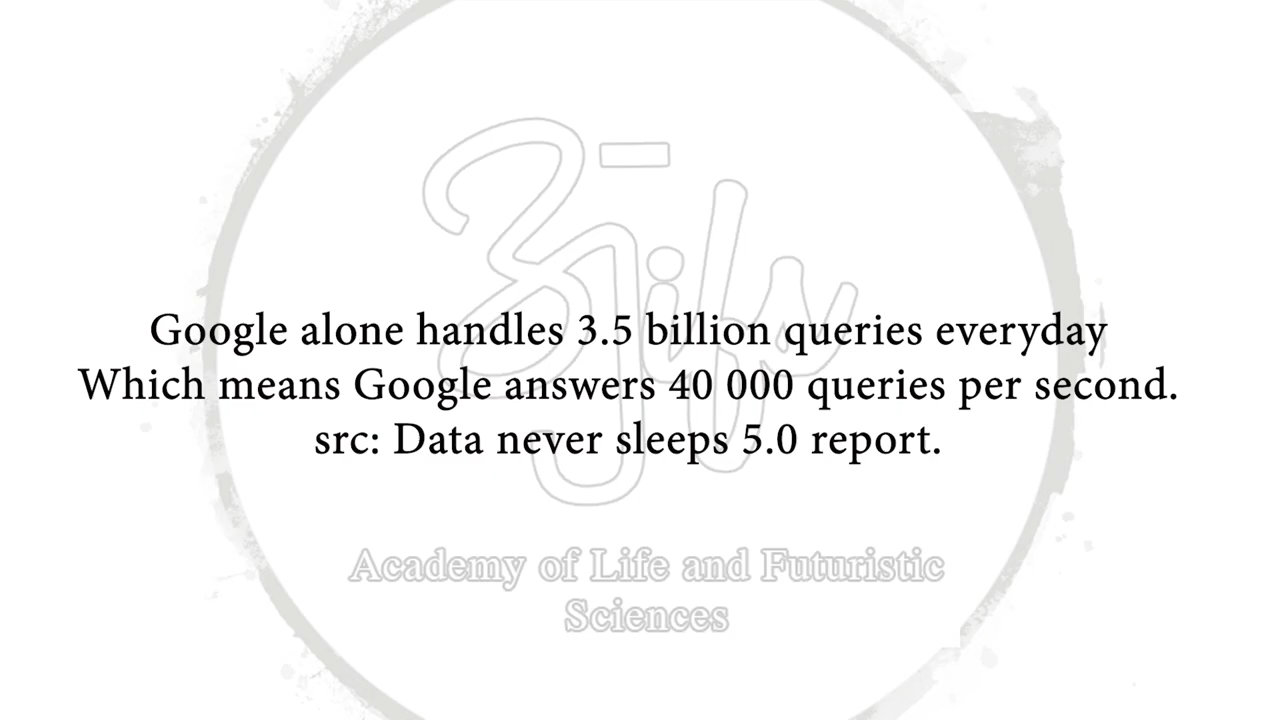 Google alone handles 3.5 billion queries everyday
Which means Google answers 40 000 queries per second.
src: Data never sleeps 5.0 report.
Academy of Life and Futuristic
Sciences